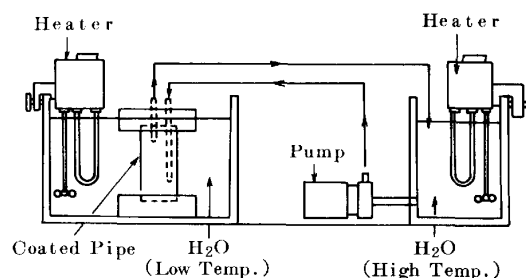 Heater
Heater
Pump
Coated Pipe
H2O
(Low Temp.)
H2O
(High Temp.)